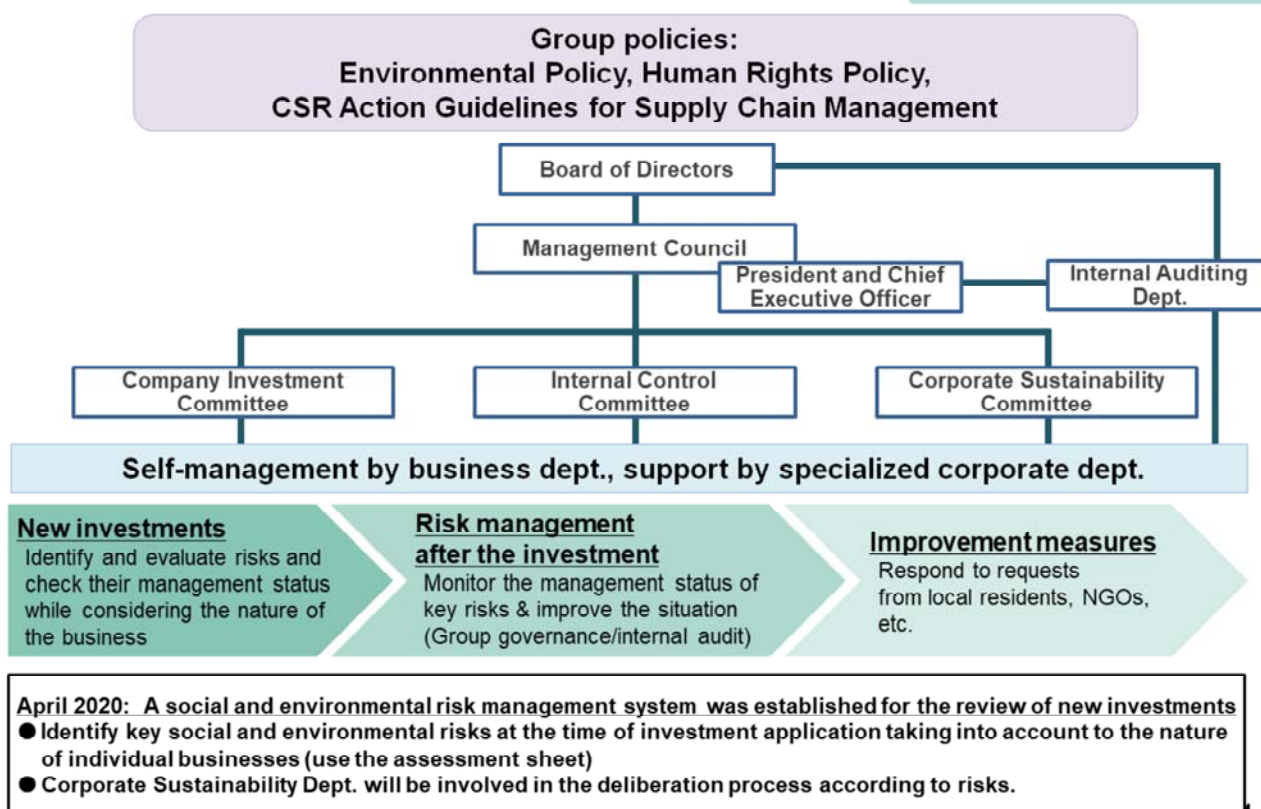 Group policies:
Environmental Policy, Human Rights Policy,
CSR Action Guidelines for Supply Chain Management
Board of Directors
Management Council
President and Chief
Executive Officer
Internal Auditing
Dept.
Company Investment
Committee
Internal Control
Committee
Corporate Sustainability
Committee
Self-management by business dept., support by specialized corporate dept.
New investments
Identify and evaluate risks and
check their management status
while considering the nature of
the business
Risk management
after the investment
Monitor the management status of
key risks & improve the situation
(Group governance/internal audit)
Improvement measures
Respond to requests
from local residents, NGOs,
etc.
April 2020: A social and environmental risk management system was established for the review of new investments
● Identify key social and environmental risks at the time of investment application taking into account to the nature
of individual businesses (use the assessment sheet)
● Corporate Sustainability Dept. will be involved in the deliberation process according to risks.